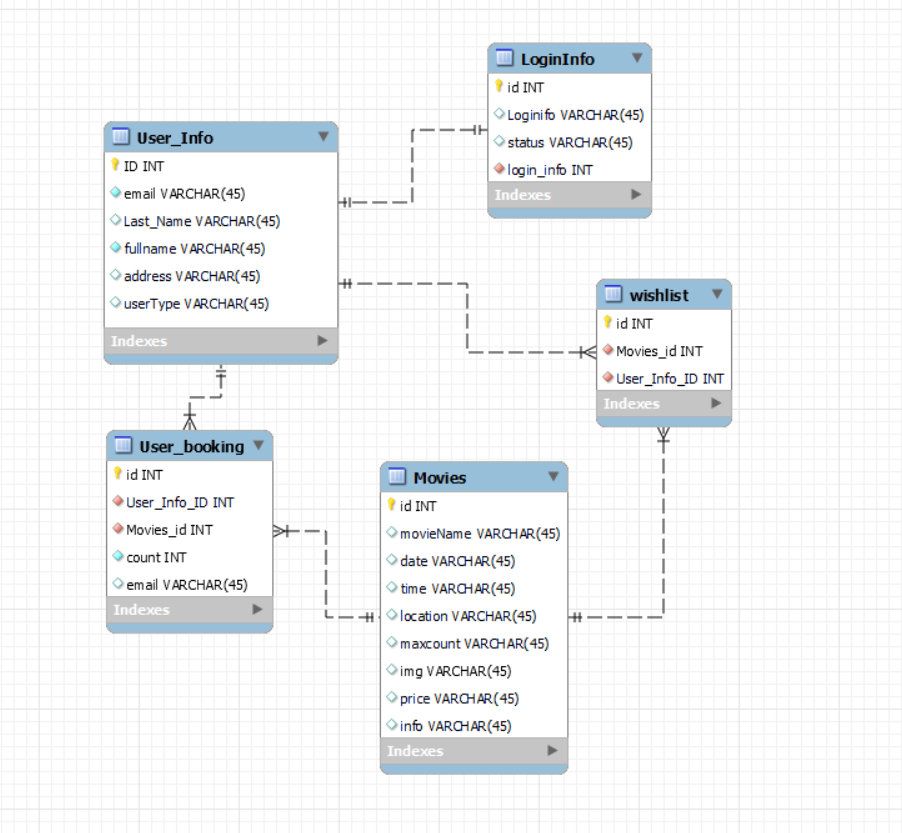 LoginInfo
id INT
Loginifo VARCHAR(45)
status VARCHAR(45)
login_info INT
Indexes
User_Info
ID INT
email VARCHAR(45)
Last_Name VARCHAR(45)
fullname VARCHAR(45)
address VARCHAR(45)
userType VARCHAR(45)
Indexes
wishlist
id INT
Movies_id INT
User_Info_ID INT
Indexes
User_booking
id INT
User_Info_ID INT
Movies_id INT
count INT
email VARCHAR(45)
Indexes
Movies
id INT
movieName VARCHAR(45)
date VARCHAR(45)
time VARCHAR(45)
location VARCHAR(45)
maxcount VARCHAR(45)
img VARCHAR(45)
price VARCHAR(45)
info VARCHAR(45)
Indexes